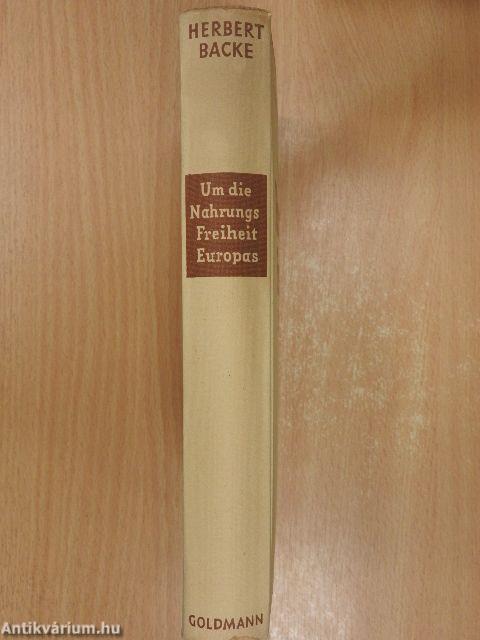 HERBERT
BACKE
Um die
Nahrungs
Freiheit
Europas
GOLDMANN
Antikvárium.hu